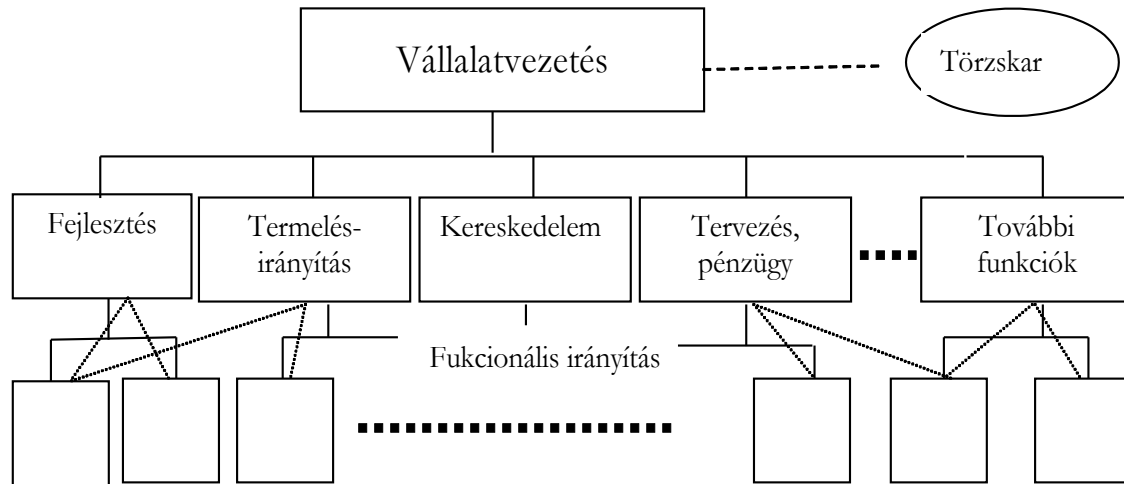 Vállalatvezetés
Törzskar
Fejlesztés
Termelés-
irányítás
Kereskedelem
Tervezés,
pénzügy
További
funkciók
Fukcionális irányítás